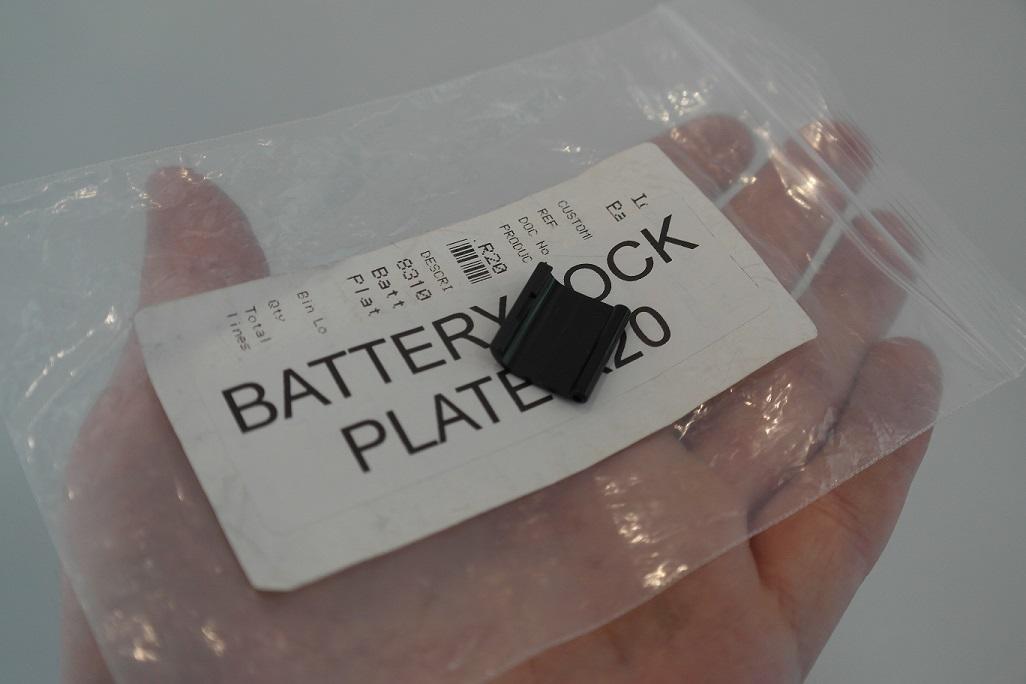 BATTERY LOCK
PLATE R20
CUSTOM
REF
DOC No
PRODUC
R20
DESCRI
8310
Batt
Plat
Bin Lo
Qty
Total
lines